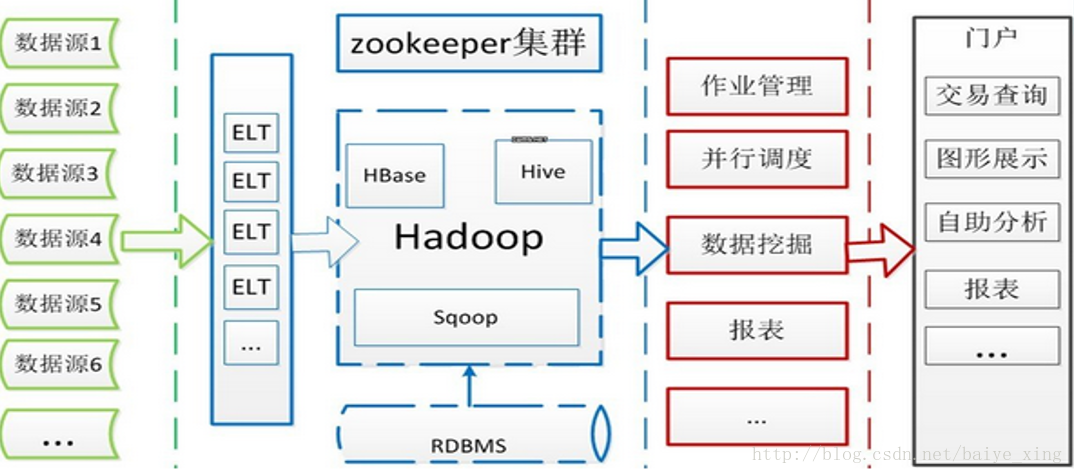 数据源1
数据源2
数据源3
数据源4
数据源5
数据源6
...
ELT
ELT
ELT
ELT
...
zookeeper集群
HBase
Hive
Hadoop
Sqoop
RDBMS
作业管理
并行调度
数据挖掘
报表
...
门户
交易查询
图形展示
自助分析
报表
...
http://blog.csdn.net/baiye_xing